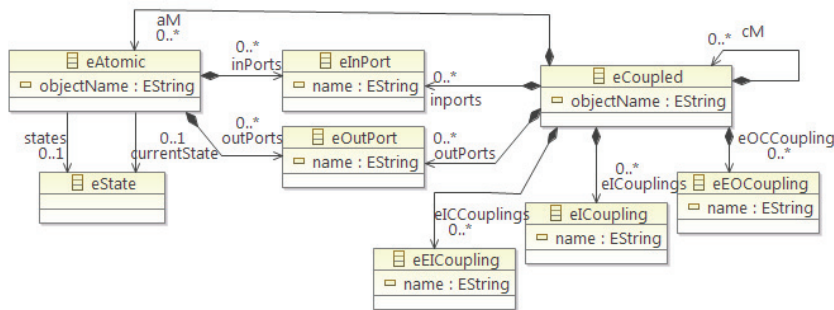 aM
0..*
cM
0..*
eAtomic
objectName : EString
0..*
inPorts
eInPort
name : EString
0..*
inports
eCoupled
objectName : EString
states
0..1
0..1
currentState
0..*
outPorts
eOutPort
name : EString
0..*
outPorts
eOCCoupling
0..*
0..*
eICouplings
eState
eICCouplings
0..*
eICoupling
name : EString
eEOCoupling
name : EString
eEICoupling
name : EString